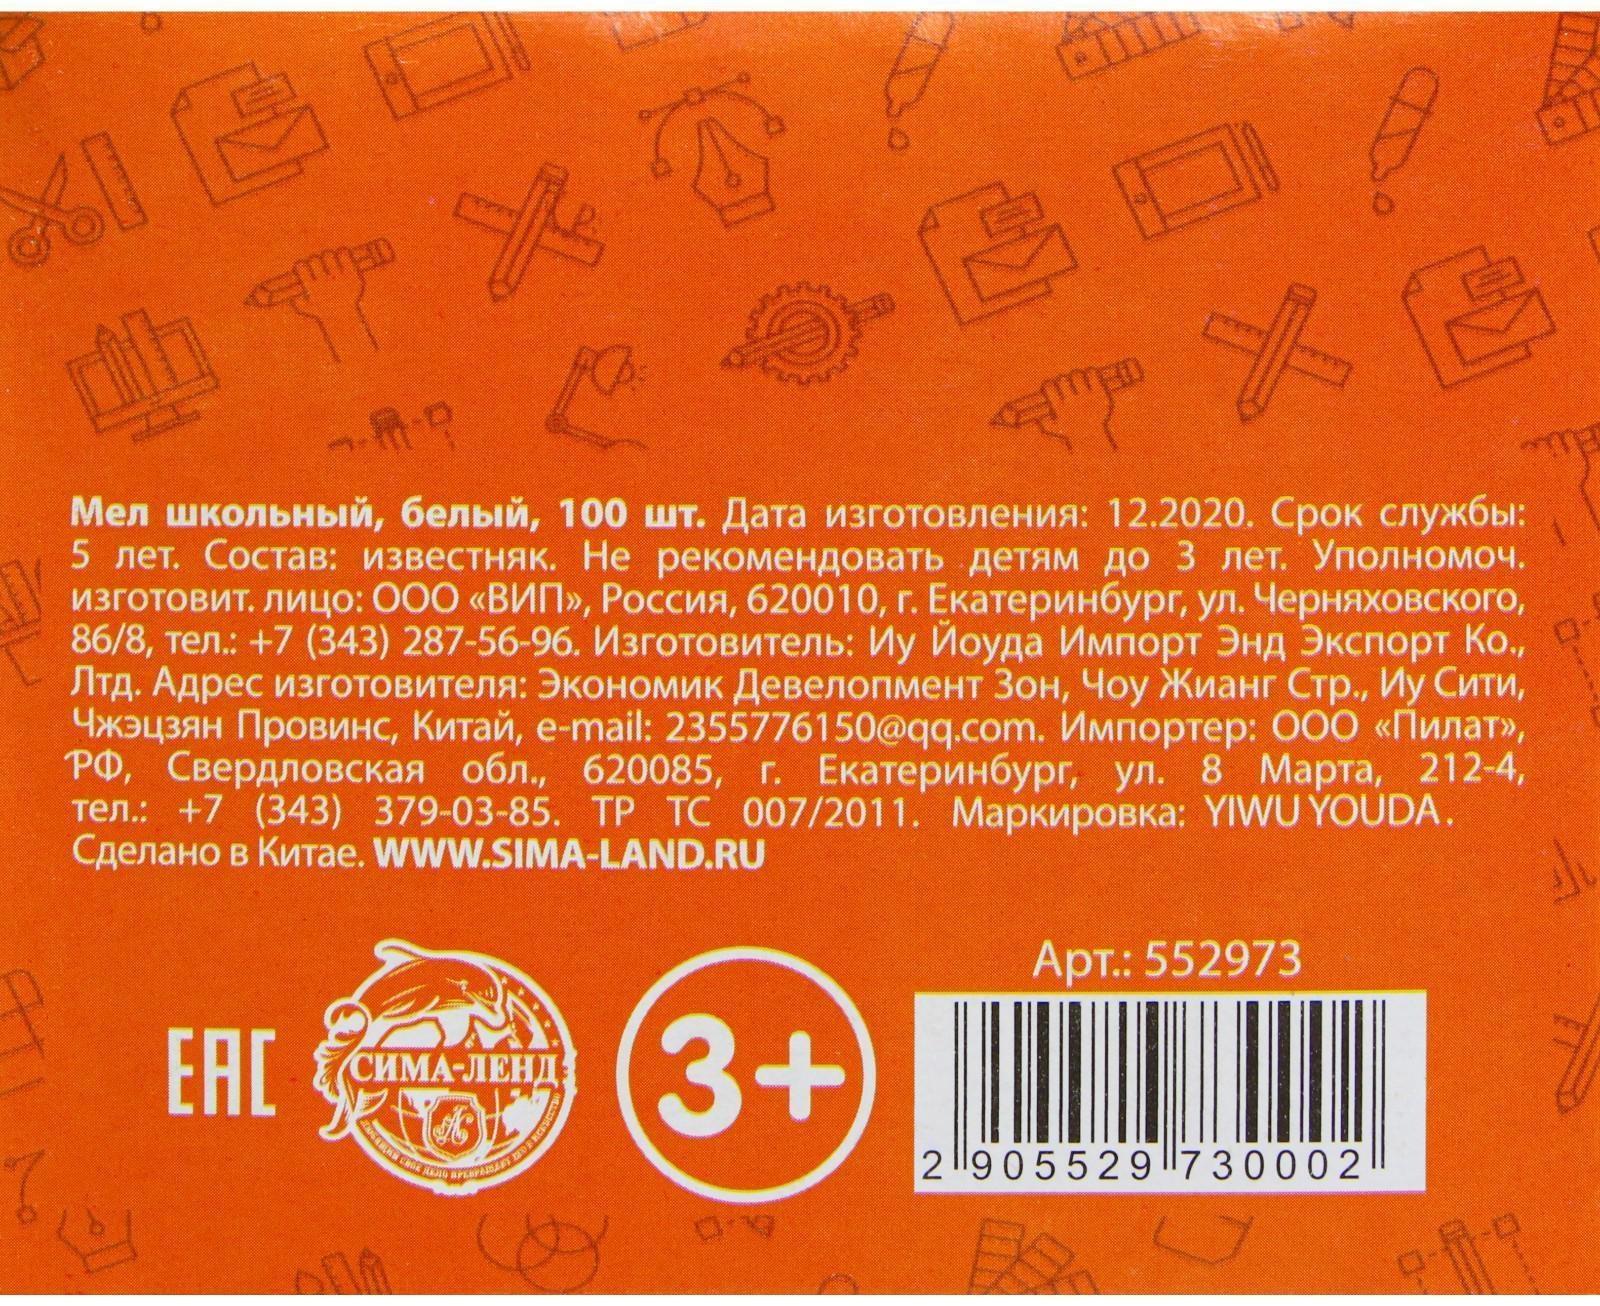 Мел школьный, белый, 100 шт. Дата изготовления: 12.2020. Срок службы:
5 лет. Состав: известняк. Не рекомендовать детям до 3 лет. Уполномоч.
изготовит. лицо: ООО «ВИП», Россия, 620010, г. Екатеринбург, ул. Черняховского,
86/8, тел.: +7 (343) 287-56-96. Изготовитель: Иу Йоуда Импорт Энд Экспорт Ко.,
Лтд. Адрес изготовителя: Экономик Девелопмент Зон, Чоу Жианг Стр., Иу Сити,
Чжэцзян Провинс, Китай, e-mail: 2355776150@qq.com. Импортер: ООО «Пилат»,
РФ, Свердловская обл., 620085, г. Екатеринбург, ул. 8 Марта, 212-4,
тел.: +7 (343) 379-03-85. ТР ТС 007/2011. Маркировка: YIWU YOUDA.
Сделано в Китае. WWW.SIMA-LAND.RU
Арт.: 552973
ЕАС
СИМА-ЛЕНД
3+
2 905529 730002